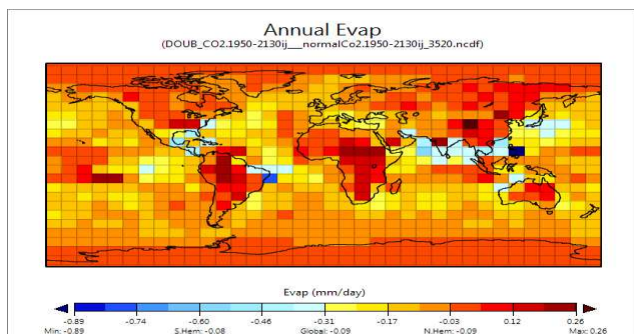 Annual Evap
(DOUB_CO2.1950-2130ij__normalCo2.1950-2130ij_3520.ncdf)
Evap (mm/day)
-0.89 -0.74 -0.60 -0.46 -0.31 -0.17 -0.03 0.12 0.26
Min: -0.89 S.Hem: -0.08 Global: -0.09 N.Hem: -0.09 Max: 0.26